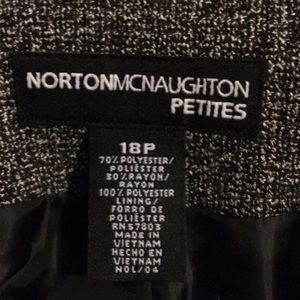 NORTONMCNAUGHTON
PETITES
18P
70% POLYESTER/
POLIÉSTER
30% RAYON/
RAYON
100% POLYESTER
LINING/
FORRO DE
POLIÉSTER
RN57803
MADE IN
VIETNAM
HECHO EN
VIETNAM
NOL/04